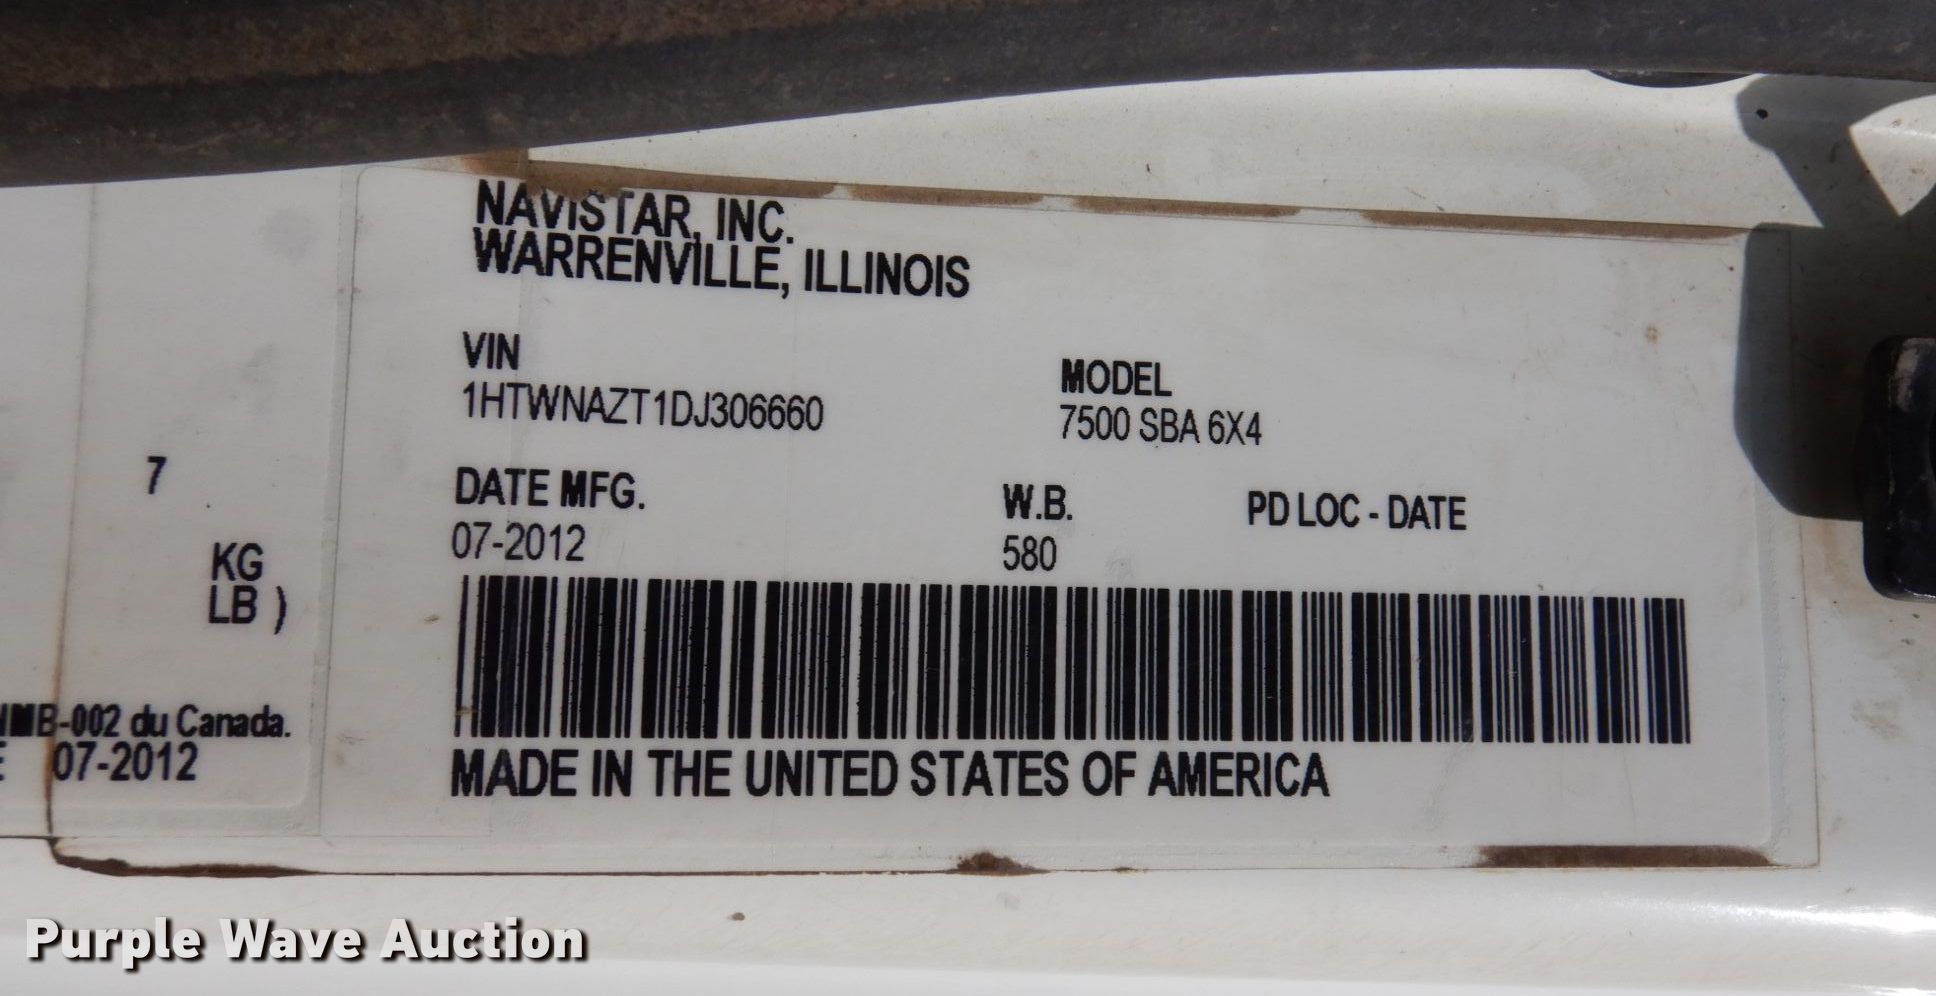 NAVISTAR, INC.
WARRENVILLE, ILLINOIS
VIN
1HTWNAZT1DJ306660
MODEL
7500 SBA 6X4
DATE MFG.
07-2012
W.B.
580
PD LOC - DATE
MADE IN THE UNITED STATES OF AMERICA
7
KG
LB )
MB-002 du Canada.
07-2012
Purple Wave Auction